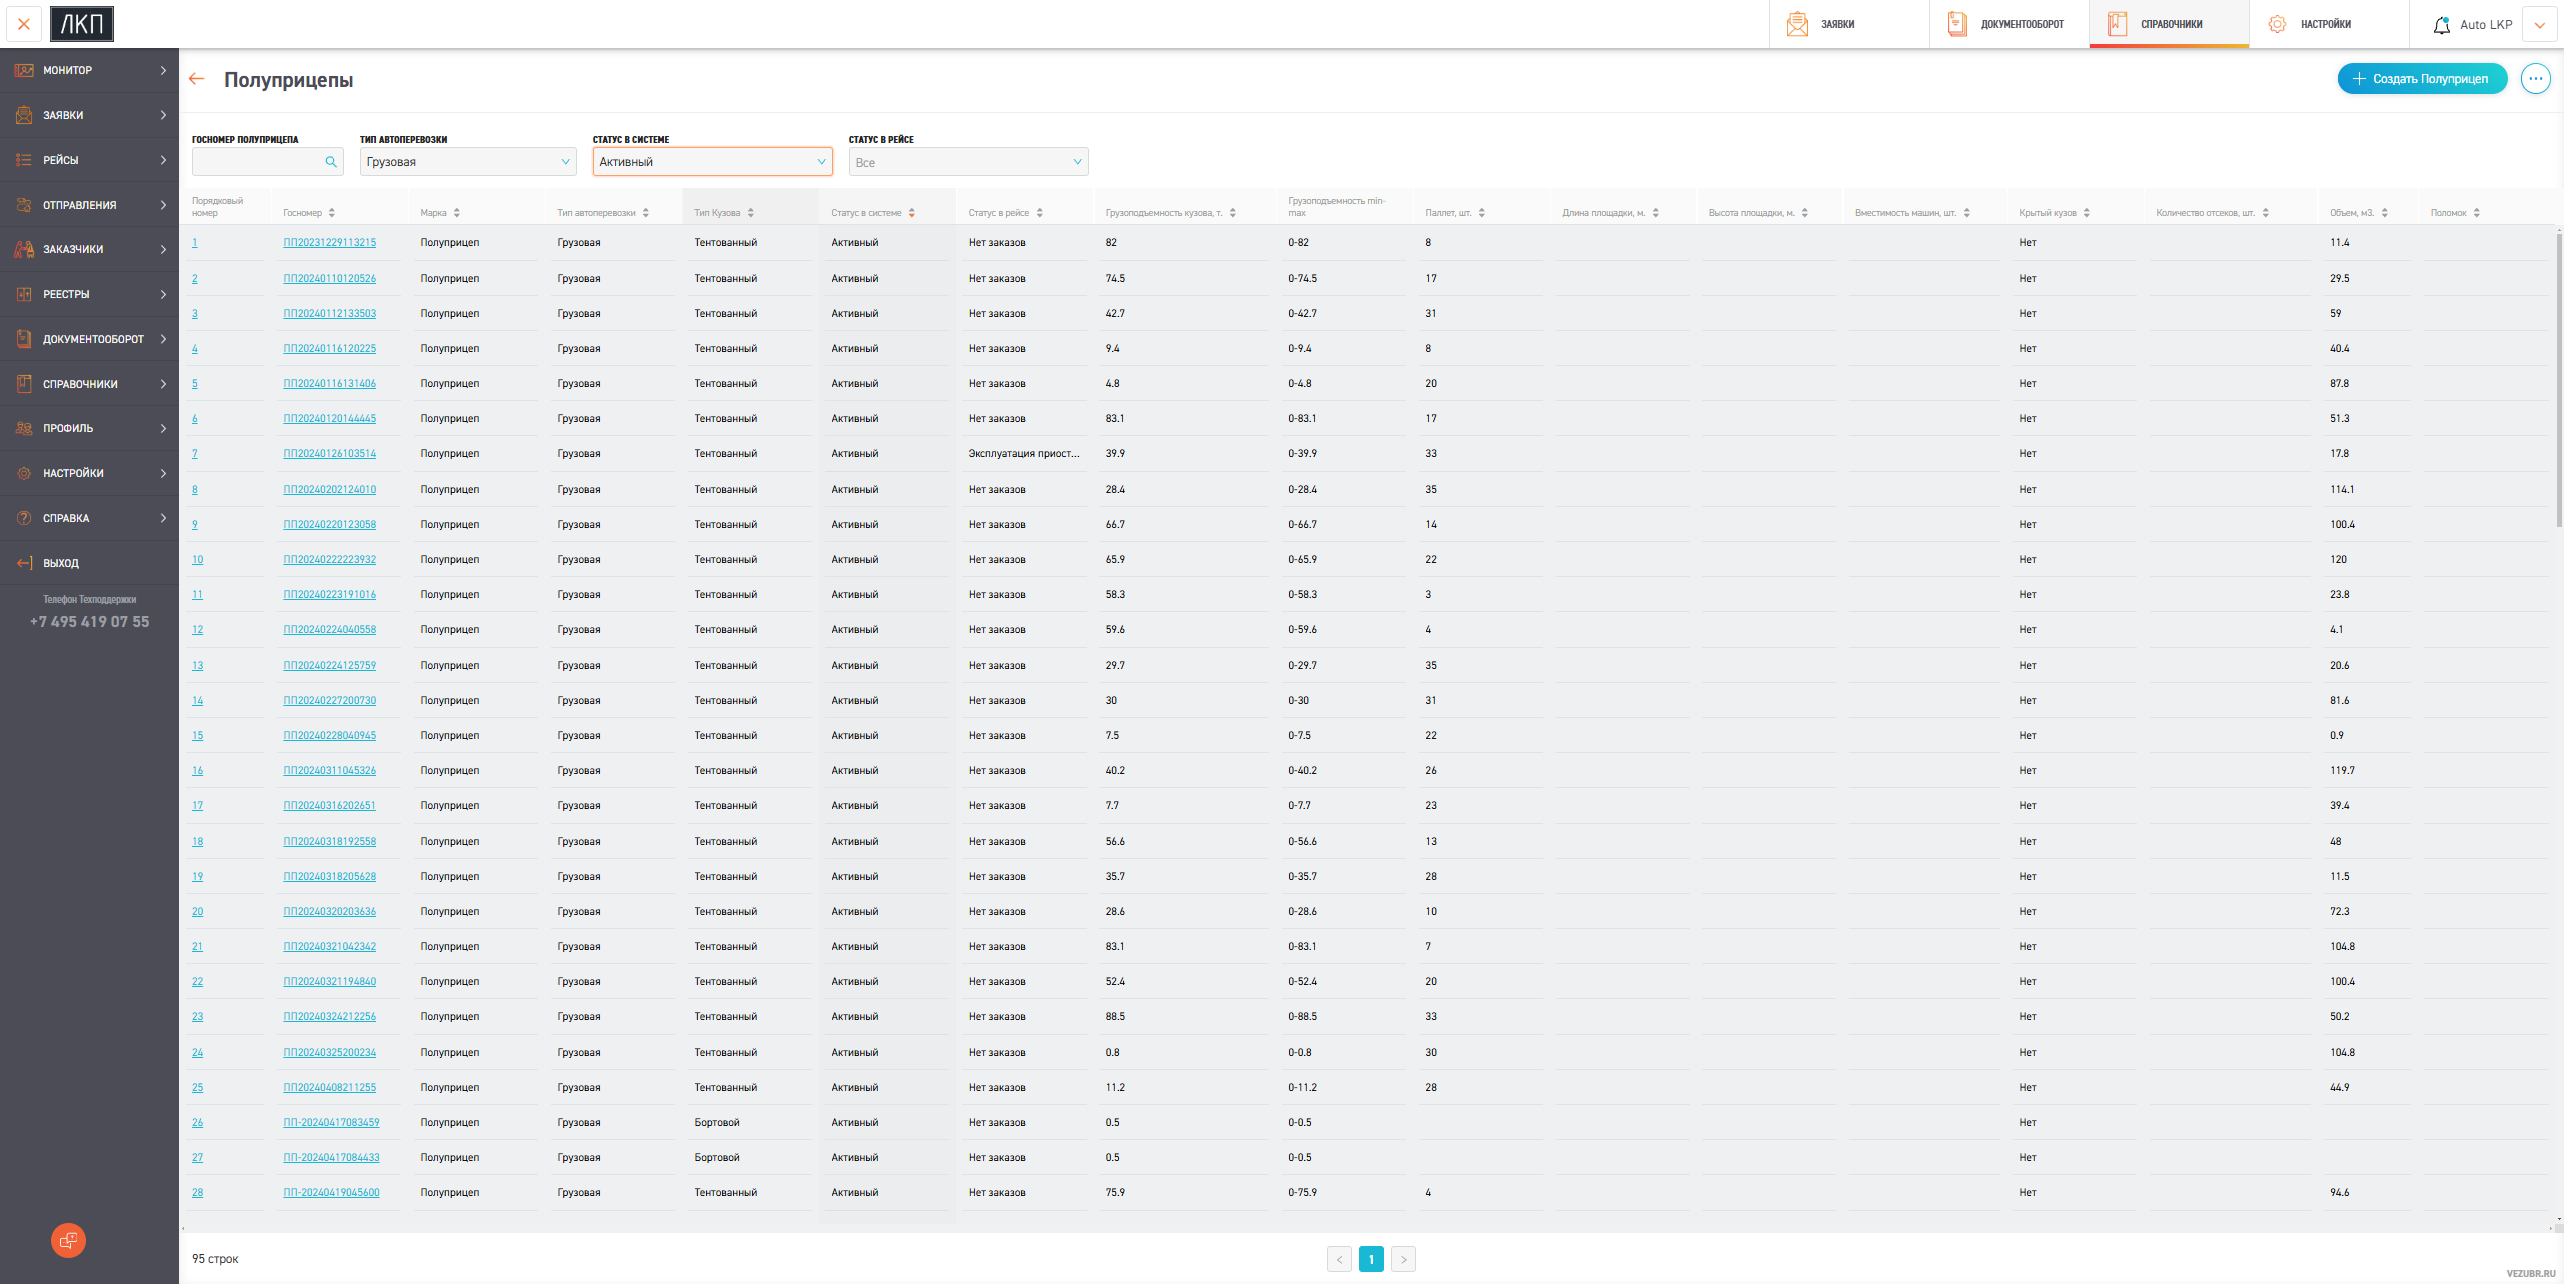 ЛКП
ЗАЯВКИ
ДОКУМЕНТООБОРОТ
СПРАВОЧНИКИ
НАСТРОЙКИ
Auto LKP
МОНИТОР
ЗАЯВКИ
РЕЙСЫ
ОТПРАВЛЕНИЯ
ЗАКАЗЧИКИ
РЕЕСТРЫ
ДОКУМЕНТООБОРОТ
СПРАВОЧНИКИ
ПРОФИЛЬ
НАСТРОЙКИ
СПРАВКА
ВЫХОД
Телефон Техподдержки
+7 495 419 07 55
Полуприцепы
Создать Полуприцеп
ГОСНОМЕР ПОЛУПРИЦЕПА ТИП АВТОПЕРЕВОЗКИ СТАТУС В СИСТЕМЕ СТАТУС В РЕЙСЕ
Грузовая Активный Все
Порядковый номер Госномер Марка Тип автоперевозки Тип Кузова Статус в системе Статус в рейсе Грузоподъемность кузова, т. Грузоподъемность min-max Паллет, шт. Длина площадки, м. Высота площадки, м. Вместимость машин, шт. Крытый кузов Количество отсеков, шт. Объем, м3. Поломок
1 ПП20231229113215 Полуприцеп Грузовая Тентованный Активный Нет заказов 82 0-82 8 Нет 11.4
2 ПП20240110120526 Полуприцеп Грузовая Тентованный Активный Нет заказов 74.5 0-74.5 17 Нет 29.5
3 ПП20240112133503 Полуприцеп Грузовая Тентованный Активный Нет заказов 42.7 0-42.7 31 Нет 59
4 ПП20240116120225 Полуприцеп Грузовая Тентованный Активный Нет заказов 9.4 0-9.4 8 Нет 40.4
5 ПП20240116131406 Полуприцеп Грузовая Тентованный Активный Нет заказов 4.8 0-4.8 20 Нет 87.8
6 ПП20240120144445 Полуприцеп Грузовая Тентованный Активный Нет заказов 83.1 0-83.1 17 Нет 51.3
7 ПП20240126103514 Полуприцеп Грузовая Тентованный Активный Эксплуатация приост... 39.9 0-39.9 33 Нет 17.8
8 ПП20240202124010 Полуприцеп Грузовая Тентованный Активный Нет заказов 28.4 0-28.4 35 Нет 114.1
9 ПП20240220123058 Полуприцеп Грузовая Тентованный Активный Нет заказов 66.7 0-66.7 14 Нет 100.4
10 ПП20240222223932 Полуприцеп Грузовая Тентованный Активный Нет заказов 65.9 0-65.9 22 Нет 120
11 ПП20240223191016 Полуприцеп Грузовая Тентованный Активный Нет заказов 58.3 0-58.3 3 Нет 23.8
12 ПП20240224040558 Полуприцеп Грузовая Тентованный Активный Нет заказов 59.6 0-59.6 4 Нет 4.1
13 ПП20240224125759 Полуприцеп Грузовая Тентованный Активный Нет заказов 29.7 0-29.7 35 Нет 20.6
14 ПП20240227200730 Полуприцеп Грузовая Тентованный Активный Нет заказов 30 0-30 31 Нет 81.6
15 ПП20240228040945 Полуприцеп Грузовая Тентованный Активный Нет заказов 7.5 0-7.5 22 Нет 0.9
16 ПП20240311045326 Полуприцеп Грузовая Тентованный Активный Нет заказов 40.2 0-40.2 26 Нет 119.7
17 ПП20240316202651 Полуприцеп Грузовая Тентованный Активный Нет заказов 7.7 0-7.7 23 Нет 39.4
18 ПП20240318192558 Полуприцеп Грузовая Тентованный Активный Нет заказов 56.6 0-56.6 13 Нет 48
19 ПП20240318205628 Полуприцеп Грузовая Тентованный Активный Нет заказов 35.7 0-35.7 28 Нет 11.5
20 ПП20240320203636 Полуприцеп Грузовая Тентованный Активный Нет заказов 28.6 0-28.6 10 Нет 72.3
21 ПП20240321042342 Полуприцеп Грузовая Тентованный Активный Нет заказов 83.1 0-83.1 7 Нет 104.8
22 ПП20240321194840 Полуприцеп Грузовая Тентованный Активный Нет заказов 52.4 0-52.4 20 Нет 100.4
23 ПП20240324212256 Полуприцеп Грузовая Тентованный Активный Нет заказов 88.5 0-88.5 33 Нет 50.2
24 ПП20240325200234 Полуприцеп Грузовая Тентованный Активный Нет заказов 0.8 0-0.8 30 Нет 104.8
25 ПП20240408211255 Полуприцеп Грузовая Тентованный Активный Нет заказов 11.2 0-11.2 28 Нет 44.9
26 ПП-20240417083459 Полуприцеп Грузовая Бортовой Активный Нет заказов 0.5 0-0.5 Нет
27 ПП-20240417084433 Полуприцеп Грузовая Бортовой Активный Нет заказов 0.5 0-0.5 Нет
28 ПП-20240419045600 Полуприцеп Грузовая Тентованный Активный Нет заказов 75.9 0-75.9 4 Нет 94.6
95 строк
1
VEZUBR.RU